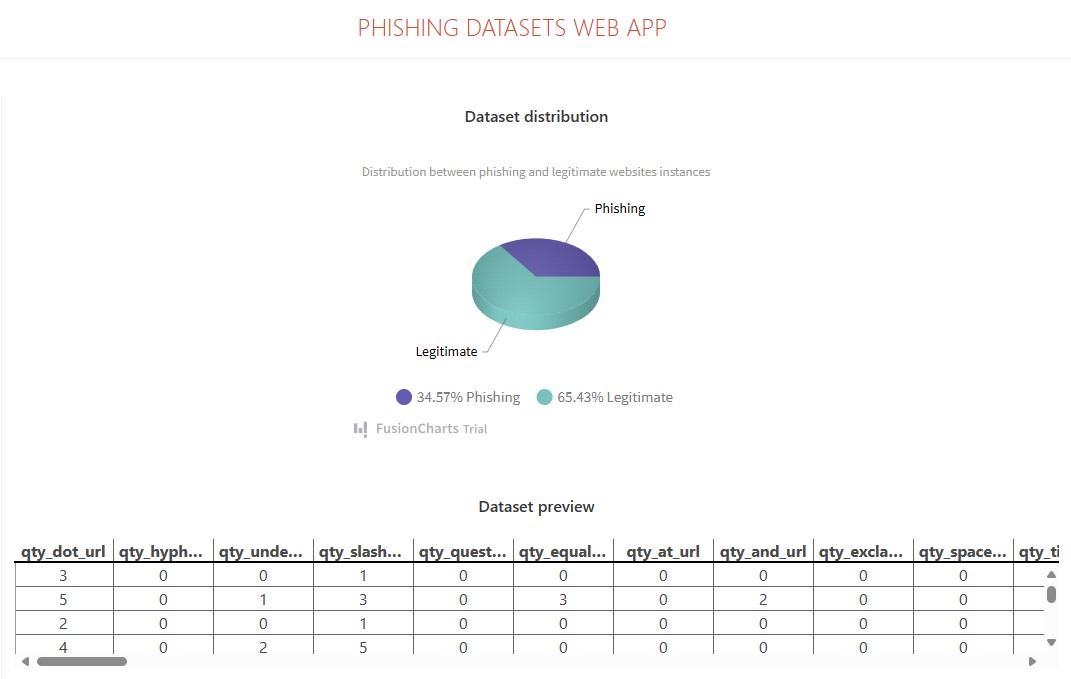 PHISHING DATASETS WEB APP
Dataset distribution
Distribution between phishing and legitimate websites instances
Phishing
Legitimate
34.57% Phishing 65.43% Legitimate
FusionCharts Trial
Dataset preview
qty_dot_url qty_hyph... qty_unde... qty_slash... qty_quest... qty_equal... qty_at_url qty_and_url qty_excla... qty_space... qty_ti
3 0 0 1 0 0 0 0 0 0
5 0 1 3 0 3 0 2 0 0
2 0 0 1 0 0 0 0 0 0
4 0 2 5 0 0 0 0 0 0